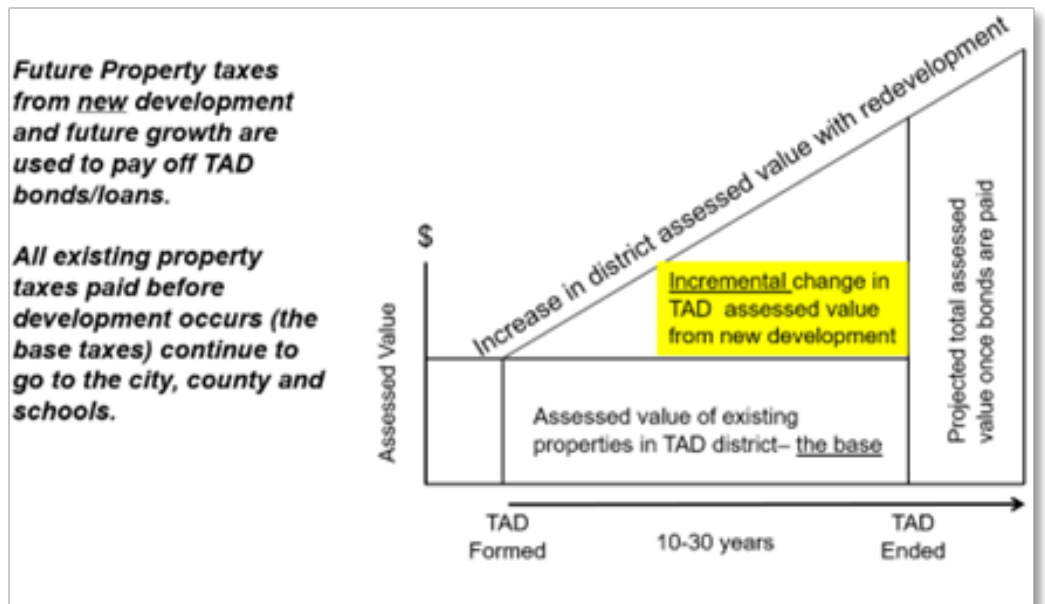 Future Property taxes
from new development
and future growth are
used to pay off TAD
bonds/loans.
All existing property
taxes paid before
development occurs (the
base taxes) continue to
go to the city, county and
schools.
$
Assessed Value
Increase in district assessed value with redevelopment
Incremental change in
TAD assessed value
from new development
Assessed value of existing
properties in TAD district– the base
Projected total assessed
value once bonds are paid
TAD
Formed
10-30 years
TAD
Ended